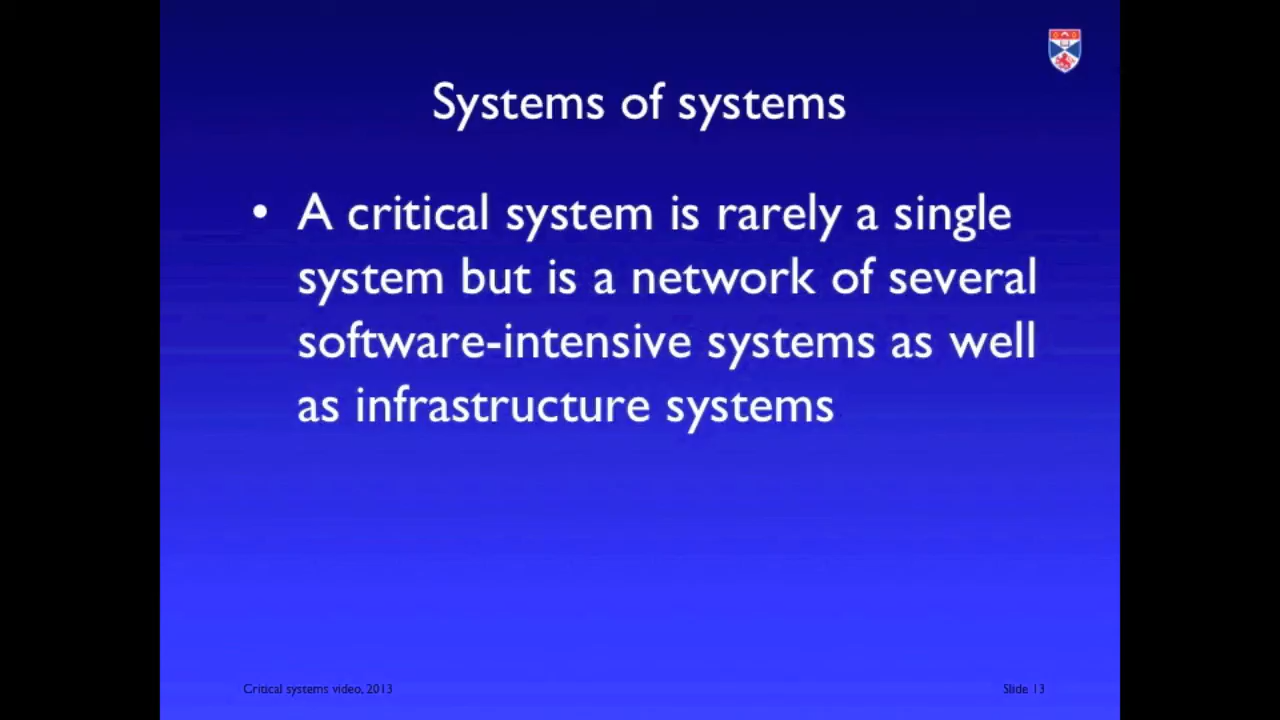 Systems of systems
• A critical system is rarely a single
system but is a network of several
software-intensive systems as well
as infrastructure systems
Critical systems video, 2013
Slide 13